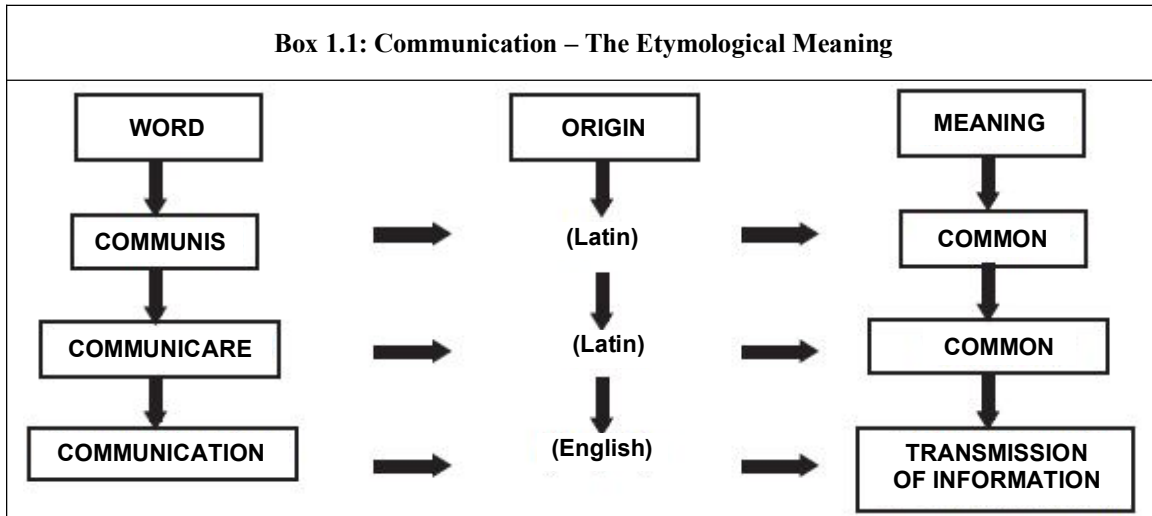 Box 1.1: Communication – The Etymological Meaning
WORD
ORIGIN
MEANING
COMMUNIS
(Latin)
COMMON
COMMUNICARE
(Latin)
COMMON
COMMUNICATION
(English)
TRANSMISSION
OF INFORMATION